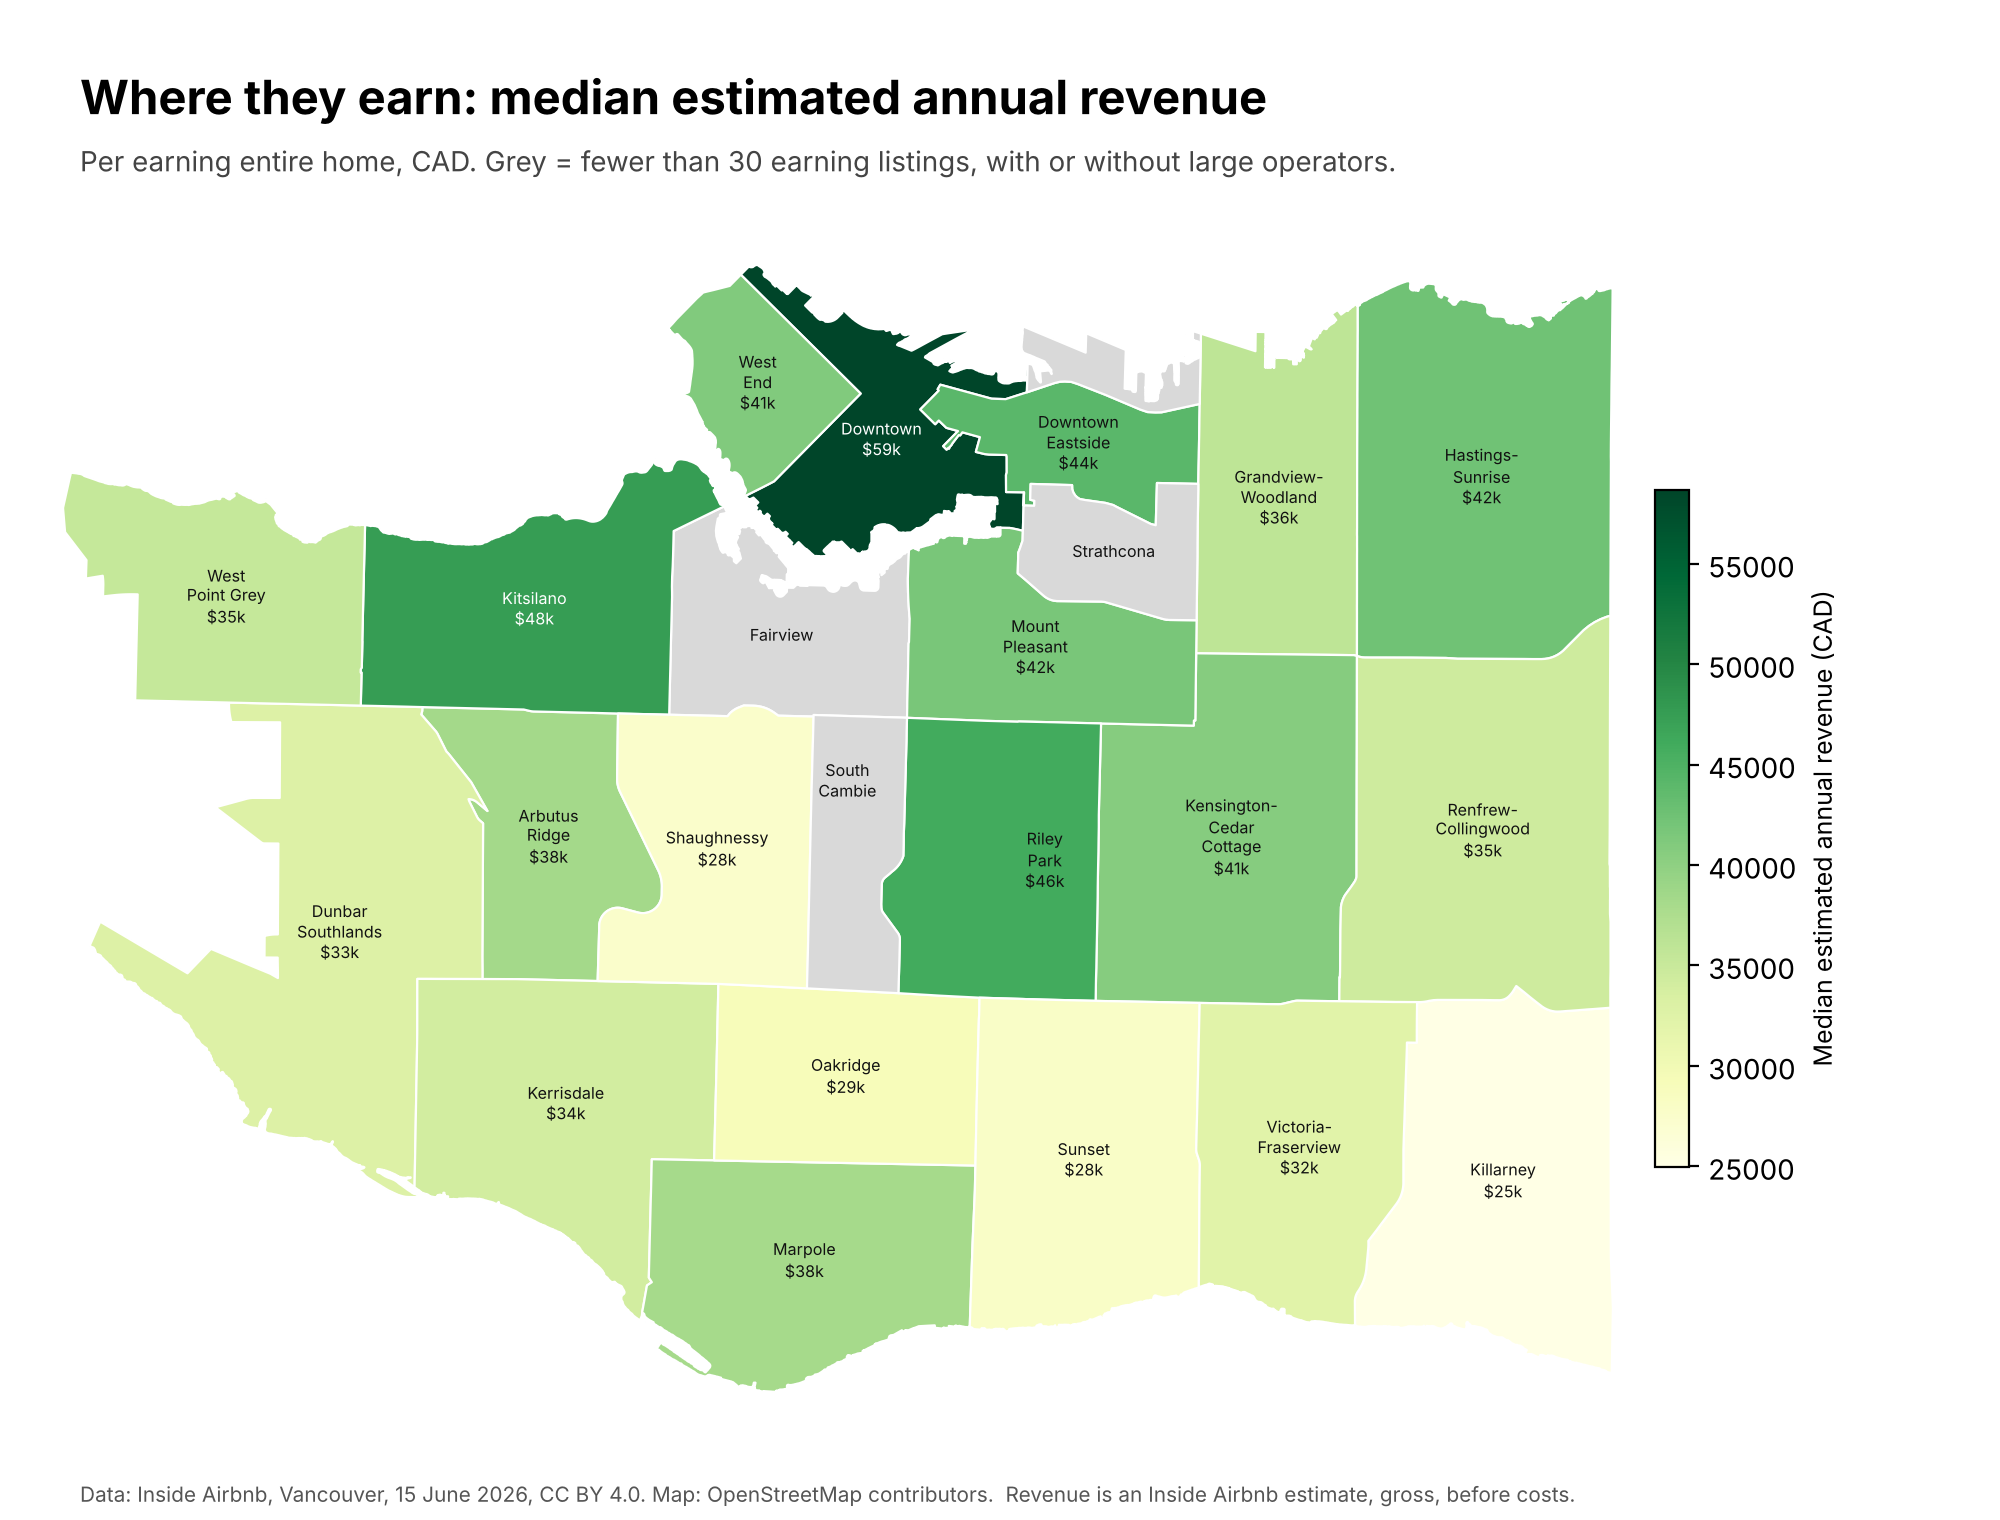 Where they earn: median estimated annual revenue
Per earning entire home, CAD. Grey = fewer than 30 earning listings, with or without large operators.
West
End
$41k
Downtown
$59k
Downtown
Eastside
$44k
Grandview-
Woodland
$36k
Hastings-
Sunrise
$42k
West
Point Grey
$35k
Kitsilano
$48k
Fairview
Strathcona
Mount
Pleasant
$42k
Arbutus
Ridge
$38k
Shaughnessy
$28k
South
Cambie
Riley
Park
$46k
Kensington-
Cedar
Cottage
$41k
Renfrew-
Collingwood
$35k
Dunbar
Southlands
$33k
Kerrisdale
$34k
Oakridge
$29k
Sunset
$28k
Victoria-
Fraserview
$32k
Killarney
$25k
Marpole
$38k
55000
50000
45000
40000
35000
30000
25000
Median estimated annual revenue (CAD)
Data: Inside Airbnb, Vancouver, 15 June 2026, CC BY 4.0. Map: OpenStreetMap contributors.  Revenue is an Inside Airbnb estimate, gross, before costs.